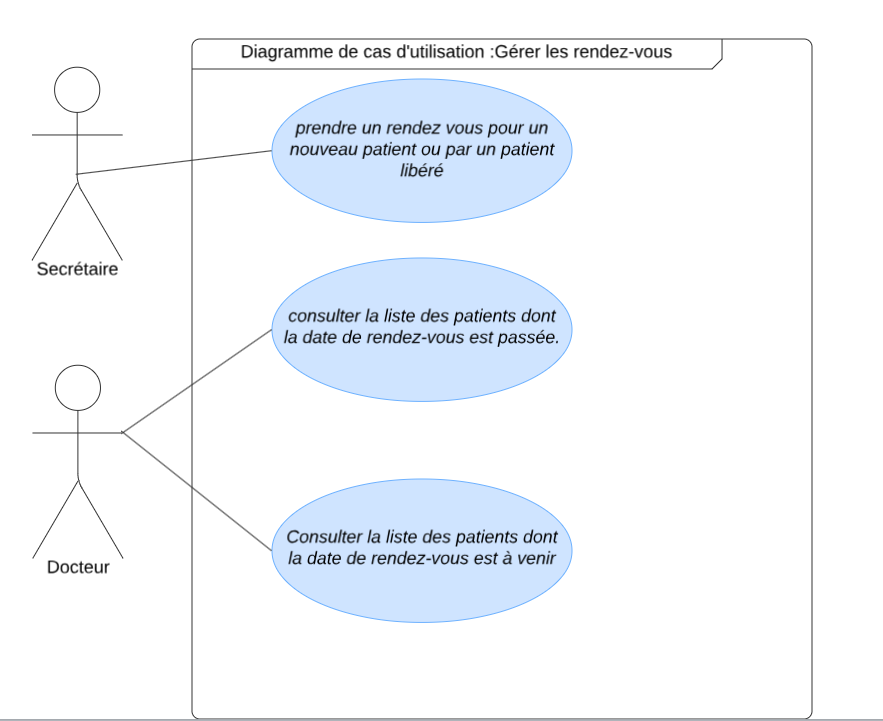 Diagramme de cas d'utilisation :Gérer les rendez-vous
prendre un rendez vous pour un
nouveau patient ou par un patient
libéré
Secrétaire
consulter la liste des patients dont
la date de rendez-vous est passée.
Docteur
Consulter la liste des patients dont
la date de rendez-vous est à venir